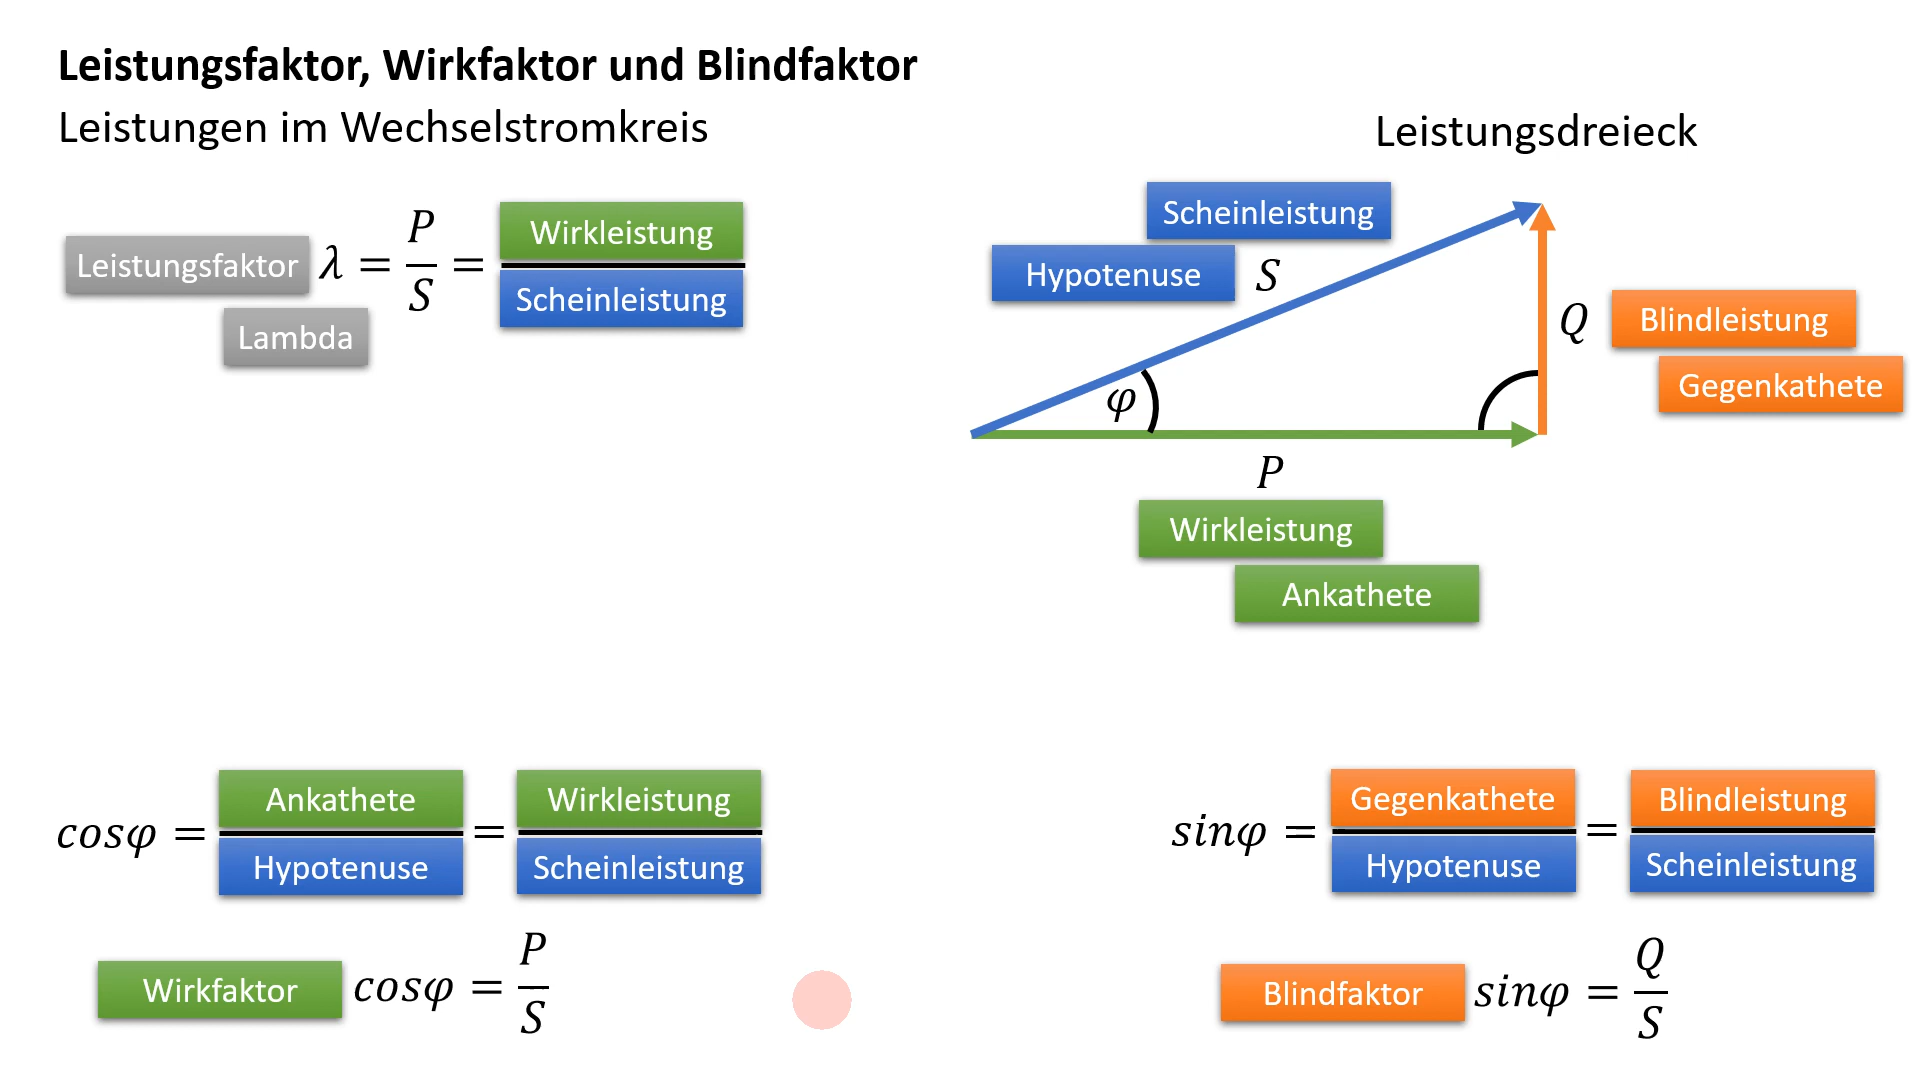 Leistungsfaktor, Wirkfaktor und Blindfaktor
Leistungen im Wechselstromkreis
Leistungsfaktor λ = P/S = Wirkleistung/Scheinleistung
Lambda
Leistungsdreieck
Scheinleistung
Hypotenuse S
Q Blindleistung
Gegenkathete
φ
P
Wirkleistung
Ankathete
cosφ = Ankathete/Hypotenuse = Wirkleistung/Scheinleistung
Wirkfaktor cosφ = P/S
sinφ = Gegenkathete/Hypotenuse = Blindleistung/Scheinleistung
Blindfaktor sinφ = Q/S